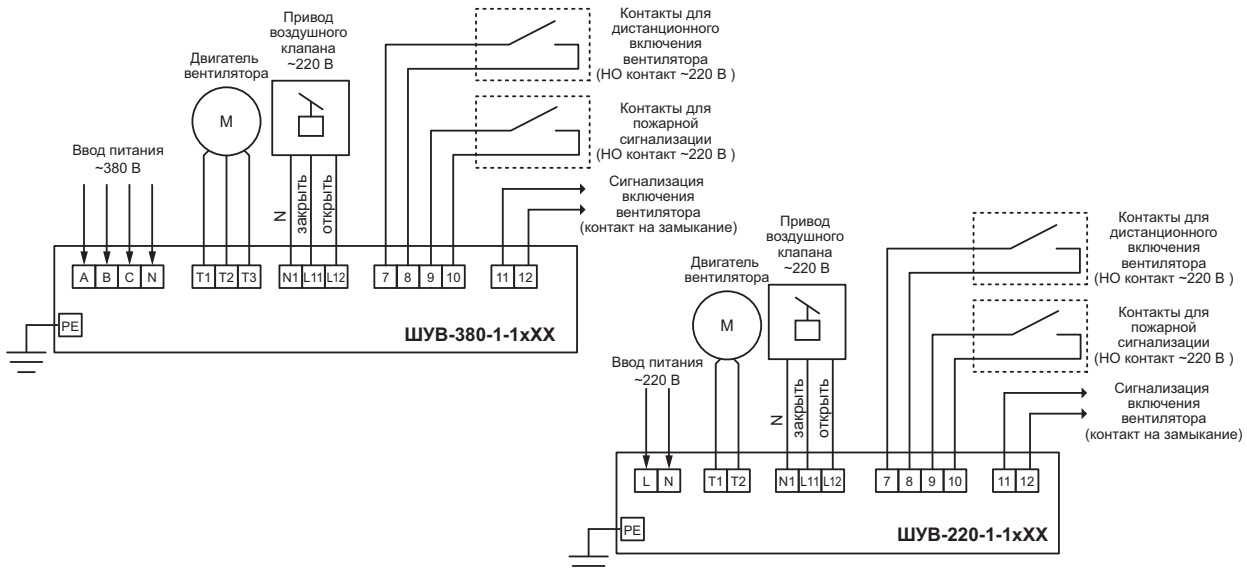 Ввод питания
~380 В
Двигатель
вентилятора
M
Привод
воздушного
клапана
~220 В
N
закрыть
открыть
Контакты для
дистанционного
включения
вентилятора
(НО контакт ~220 В )
Контакты для
пожарной
сигнализации
(НО контакт ~220 В )
Сигнализация
включения
вентилятора
(контакт на замыкание)
A B C N T1 T2 T3 N1 L11 L12 7 8 9 10 11 12
PE
ШУВ-380-1-1хХХ
Ввод питания
~220 В
Двигатель
вентилятора
M
Привод
воздушного
клапана
~220 В
N
закрыть
открыть
Контакты для
дистанционного
включения
вентилятора
(НО контакт ~220 В )
Контакты для
пожарной
сигнализации
(НО контакт ~220 В )
Сигнализация
включения
вентилятора
(контакт на замыкание)
L N T1 T2 N1 L11 L12 7 8 9 10 11 12
PE
ШУВ-220-1-1хХХ